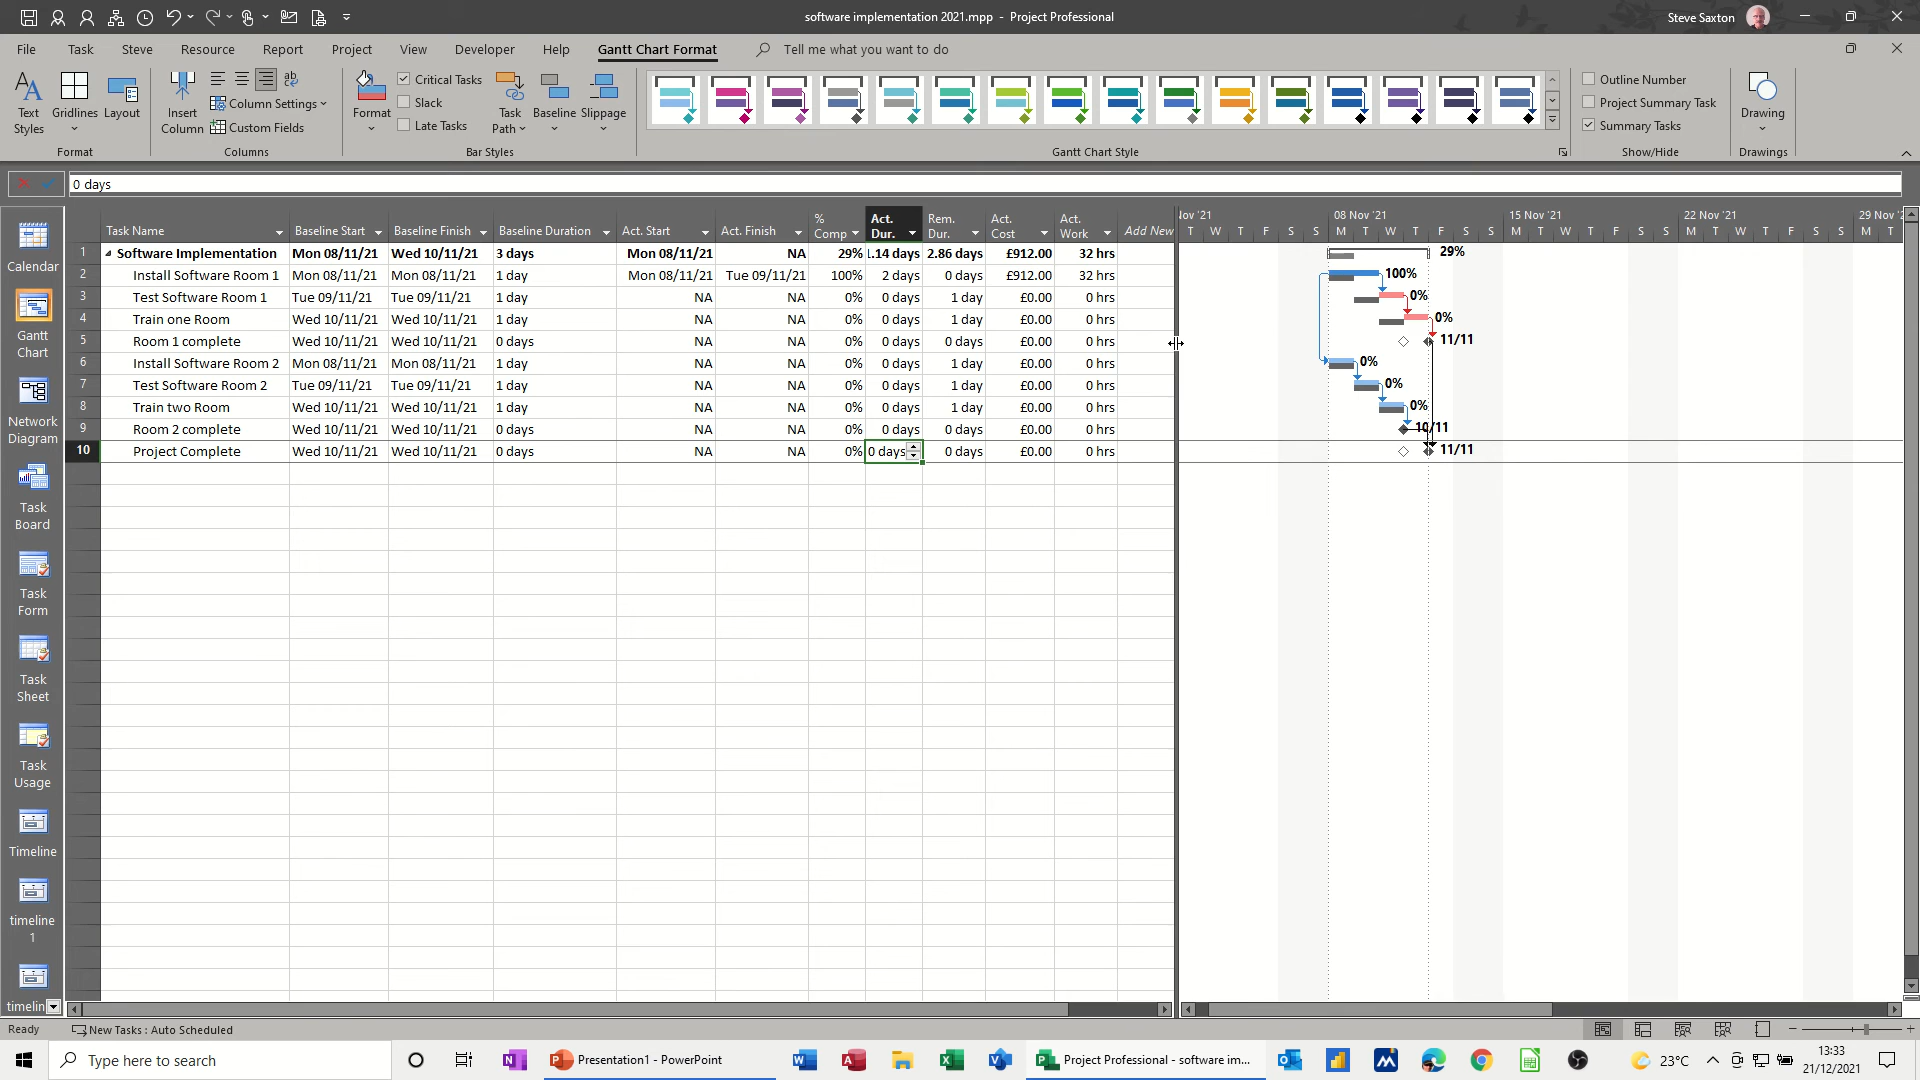 software implementation 2021.mpp - Project Professional
Steve Saxton
File Task Steve Resource Report Project View Developer Help Gantt Chart Format Tell me what you want to do
Text Styles
Gridlines
Layout
Format
Insert Column
Column Settings
Custom Fields
Columns
Format
Critical Tasks
Slack
Late Tasks
Task Path
Baseline
Slippage
Bar Styles
Gantt Chart Style
Outline Number
Project Summary Task
Summary Tasks
Show/Hide
Drawing
Drawings
0 days
Calendar
Gantt Chart
Network Diagram
Task Board
Task Form
Task Sheet
Task Usage
Timeline
timeline 1
timelin
Task Name Baseline Start Baseline Finish Baseline Duration Act. Start Act. Finish % Comp Act. Dur. Rem. Dur. Act. Cost Act. Work Add New
1 Software Implementation Mon 08/11/21 Wed 10/11/21 3 days Mon 08/11/21 NA 29% 1.14 days 2.86 days £912.00 32 hrs
2 Install Software Room 1 Mon 08/11/21 Mon 08/11/21 1 day Mon 08/11/21 Tue 09/11/21 100% 2 days 0 days £912.00 32 hrs
3 Test Software Room 1 Tue 09/11/21 Tue 09/11/21 1 day NA NA 0% 0 days 1 day £0.00 0 hrs
4 Train one Room Wed 10/11/21 Wed 10/11/21 1 day NA NA 0% 0 days 1 day £0.00 0 hrs
5 Room 1 complete Wed 10/11/21 Wed 10/11/21 0 days NA NA 0% 0 days 0 days £0.00 0 hrs
6 Install Software Room 2 Mon 08/11/21 Mon 08/11/21 1 day NA NA 0% 0 days 1 day £0.00 0 hrs
7 Test Software Room 2 Tue 09/11/21 Tue 09/11/21 1 day NA NA 0% 0 days 1 day £0.00 0 hrs
8 Train two Room Wed 10/11/21 Wed 10/11/21 1 day NA NA 0% 0 days 1 day £0.00 0 hrs
9 Room 2 complete Wed 10/11/21 Wed 10/11/21 0 days NA NA 0% 0 days 0 days £0.00 0 hrs
10 Project Complete Wed 10/11/21 Wed 10/11/21 0 days NA NA 0% 0 days 0 days £0.00 0 hrs
Nov '21 08 Nov '21 15 Nov '21 22 Nov '21 29 Nov '2
T W T F S S M T W T F S S M T W T F S S M T W T F S S M T
29%
100%
0%
0%
11/11
0%
0%
0%
10/11
11/11
Ready New Tasks : Auto Scheduled
Type here to search
Presentation1 - PowerPoint
Project Professional - software im...
23°C
13:33
21/12/2021